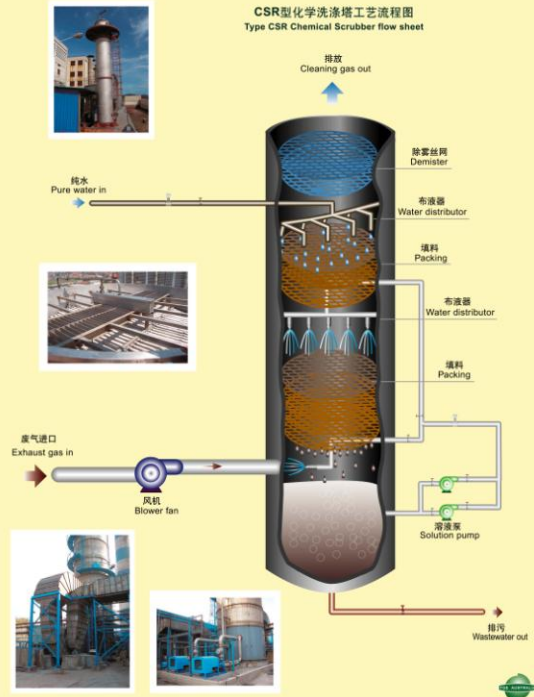 CSR型化学洗涤塔工艺流程图
Type CSR Chemical Scrubber flow sheet
排放
Cleaning gas out
除雾丝网
Demister
纯水
Pure water in
布液器
Water distributor
填料
Packing
布液器
Water distributor
填料
Packing
废气进口
Exhaust gas in
风机
Blower fan
溶液泵
Solution pump
排污
Wastewater out